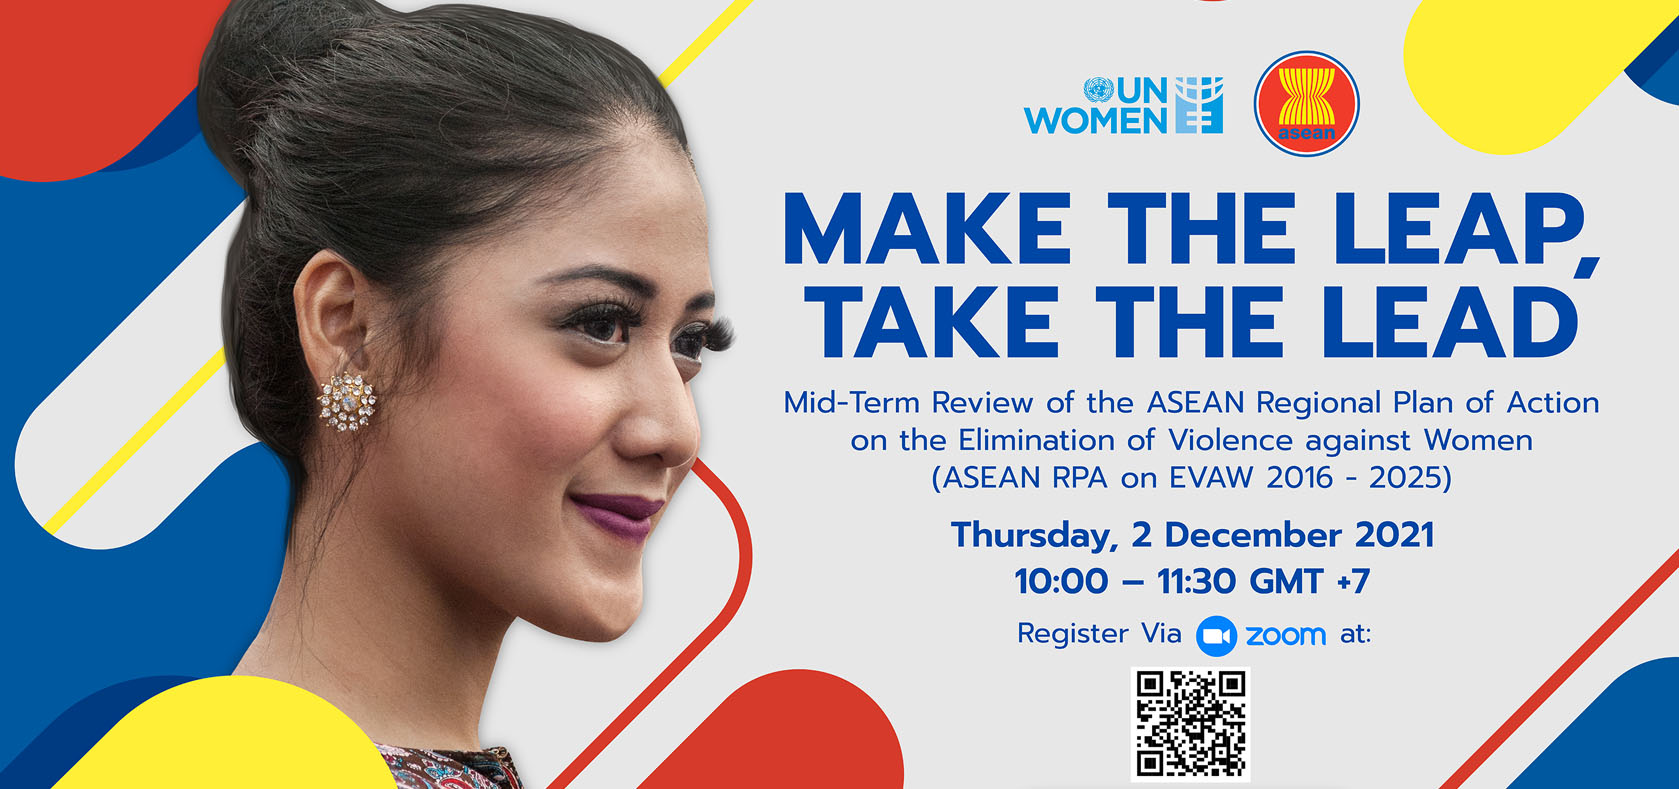 UN
WOMEN
asean
MAKE THE LEAP,
TAKE THE LEAD
Mid-Term Review of the ASEAN Regional Plan of Action
on the Elimination of Violence against Women
(ASEAN RPA on EVAW 2016 - 2025)
Thursday, 2 December 2021
10:00 – 11:30 GMT +7
Register Via zoom at: